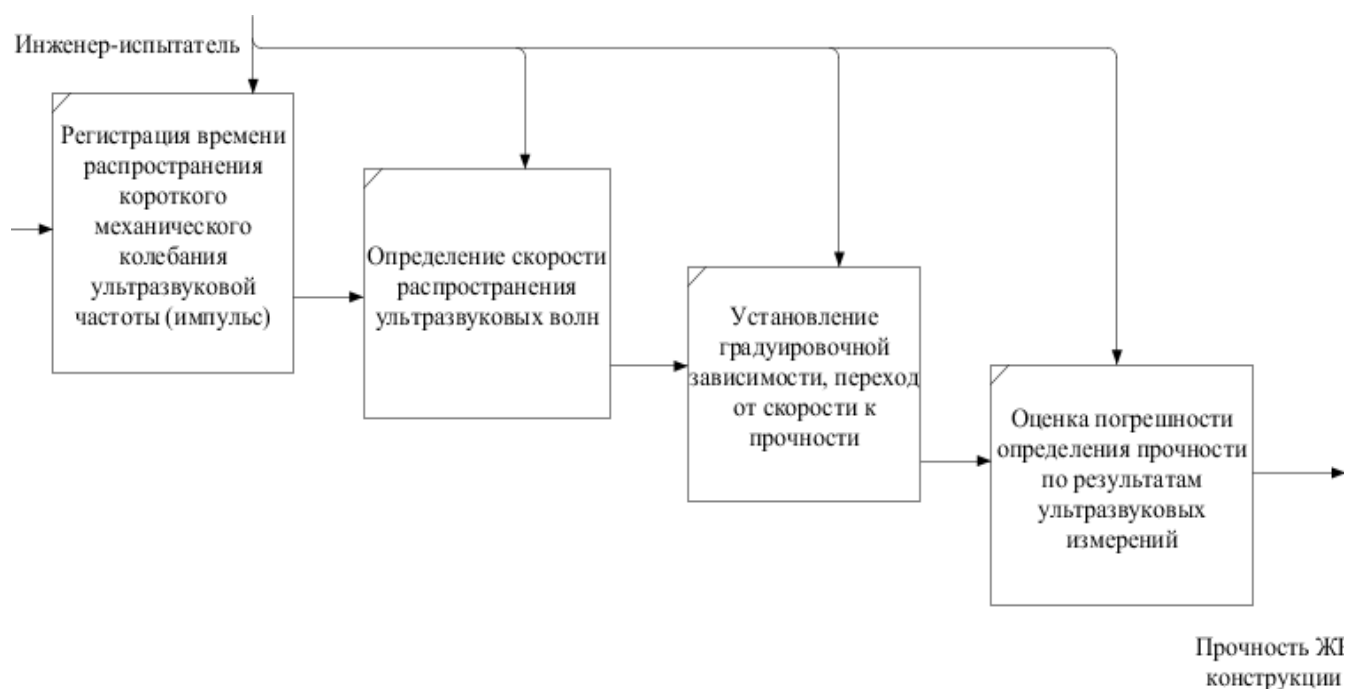 Инженер-испытатель
Регистрация времени
распространения
короткого
механического
колебания
ультразвуковой
частоты (импульс)
Определение скорости
распространения
ультразвуковых волн
Установление
градуировочной
зависимости, переход
от скорости к
прочности
Оценка погрешности
определения прочности
по результатам
ультразвуковых
измерений
Прочность
конструкции